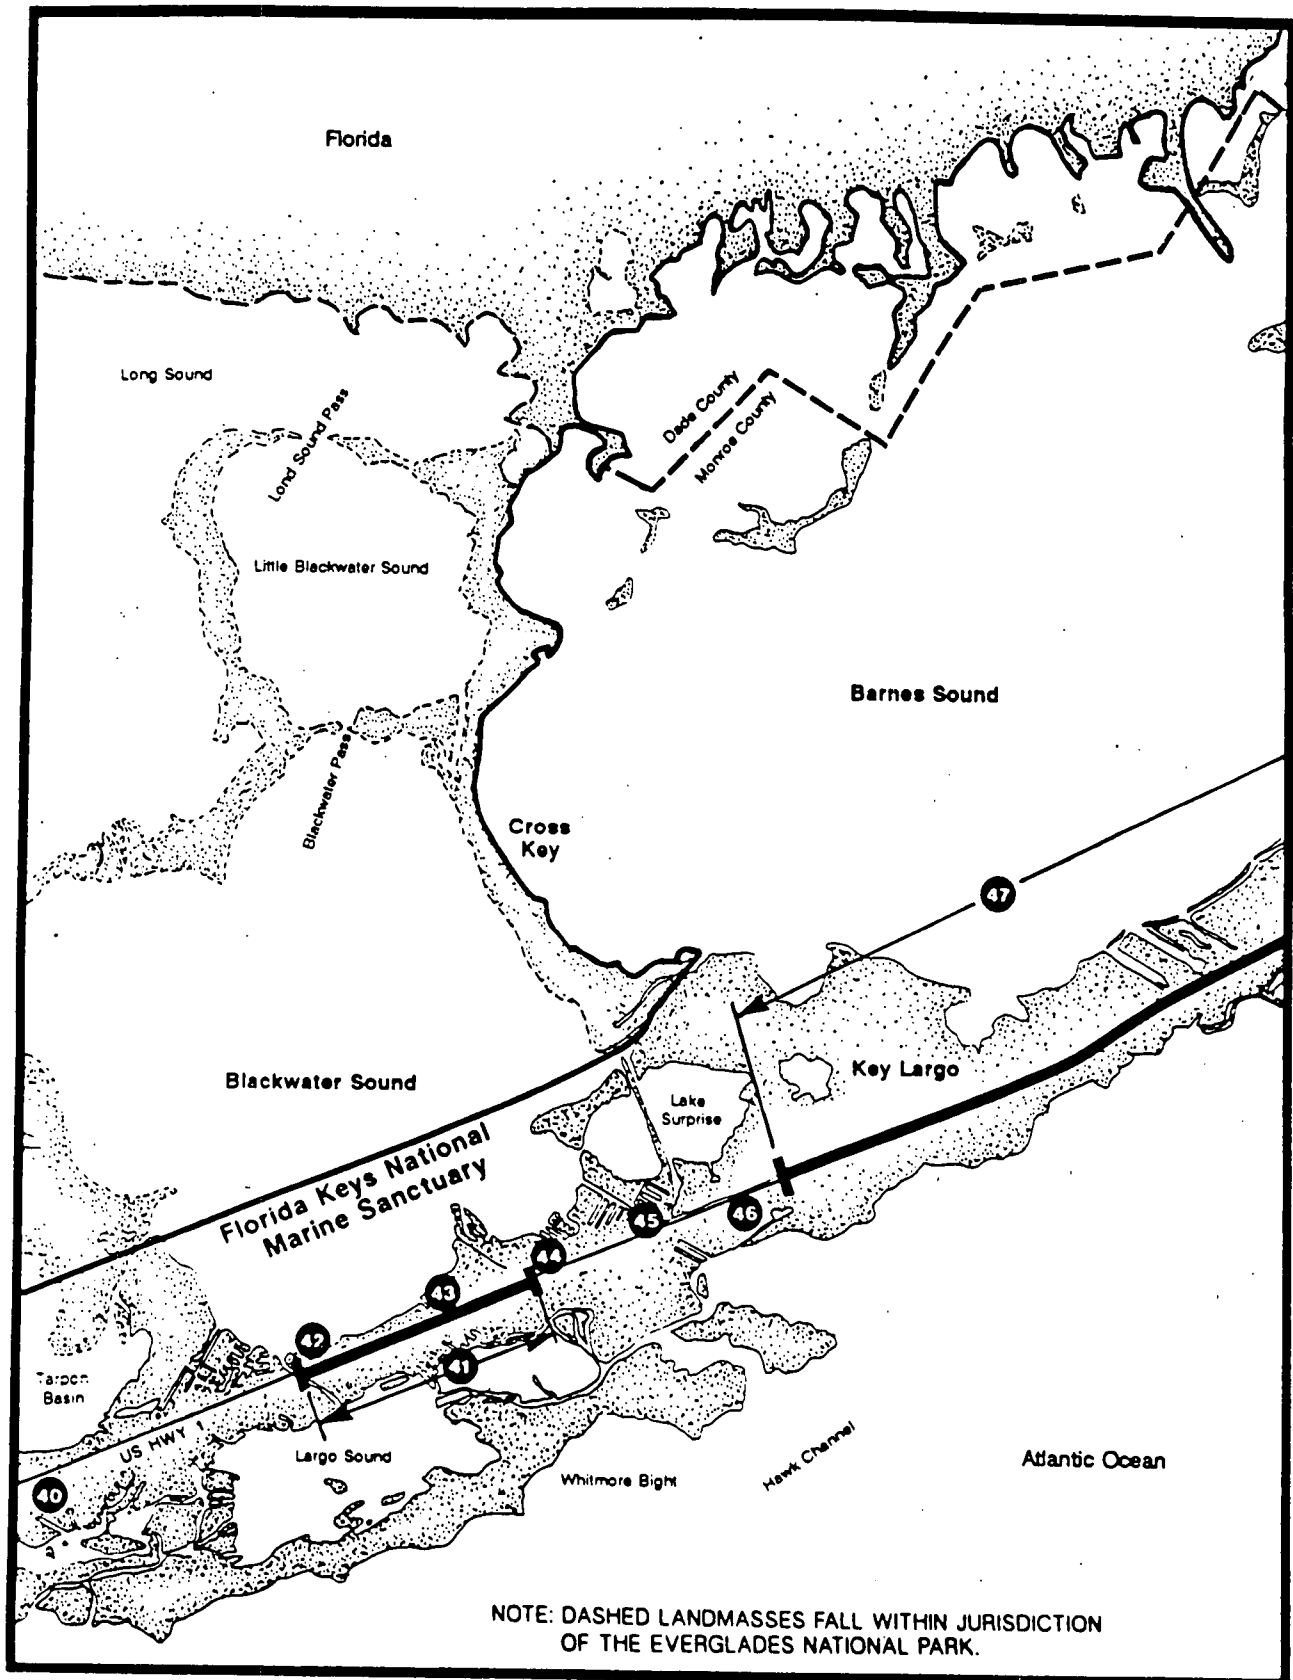 Florida
Long Sound
Lond Sound Pass
Dade County
Monroe County
Little Blackwater Sound
Barnes Sound
Blackwater Pass
Cross
Key
47
Key Largo
Blackwater Sound
Lake
Surprise
Florida Keys National
Marine Sanctuary
46
45
44
43
42
41
Tarpon
Basin
US HWY 1
Largo Sound
Whitmore Bight
Hawk Channel
Atlantic Ocean
40
NOTE: DASHED LANDMASSES FALL WITHIN JURISDICTION
OF THE EVERGLADES NATIONAL PARK.